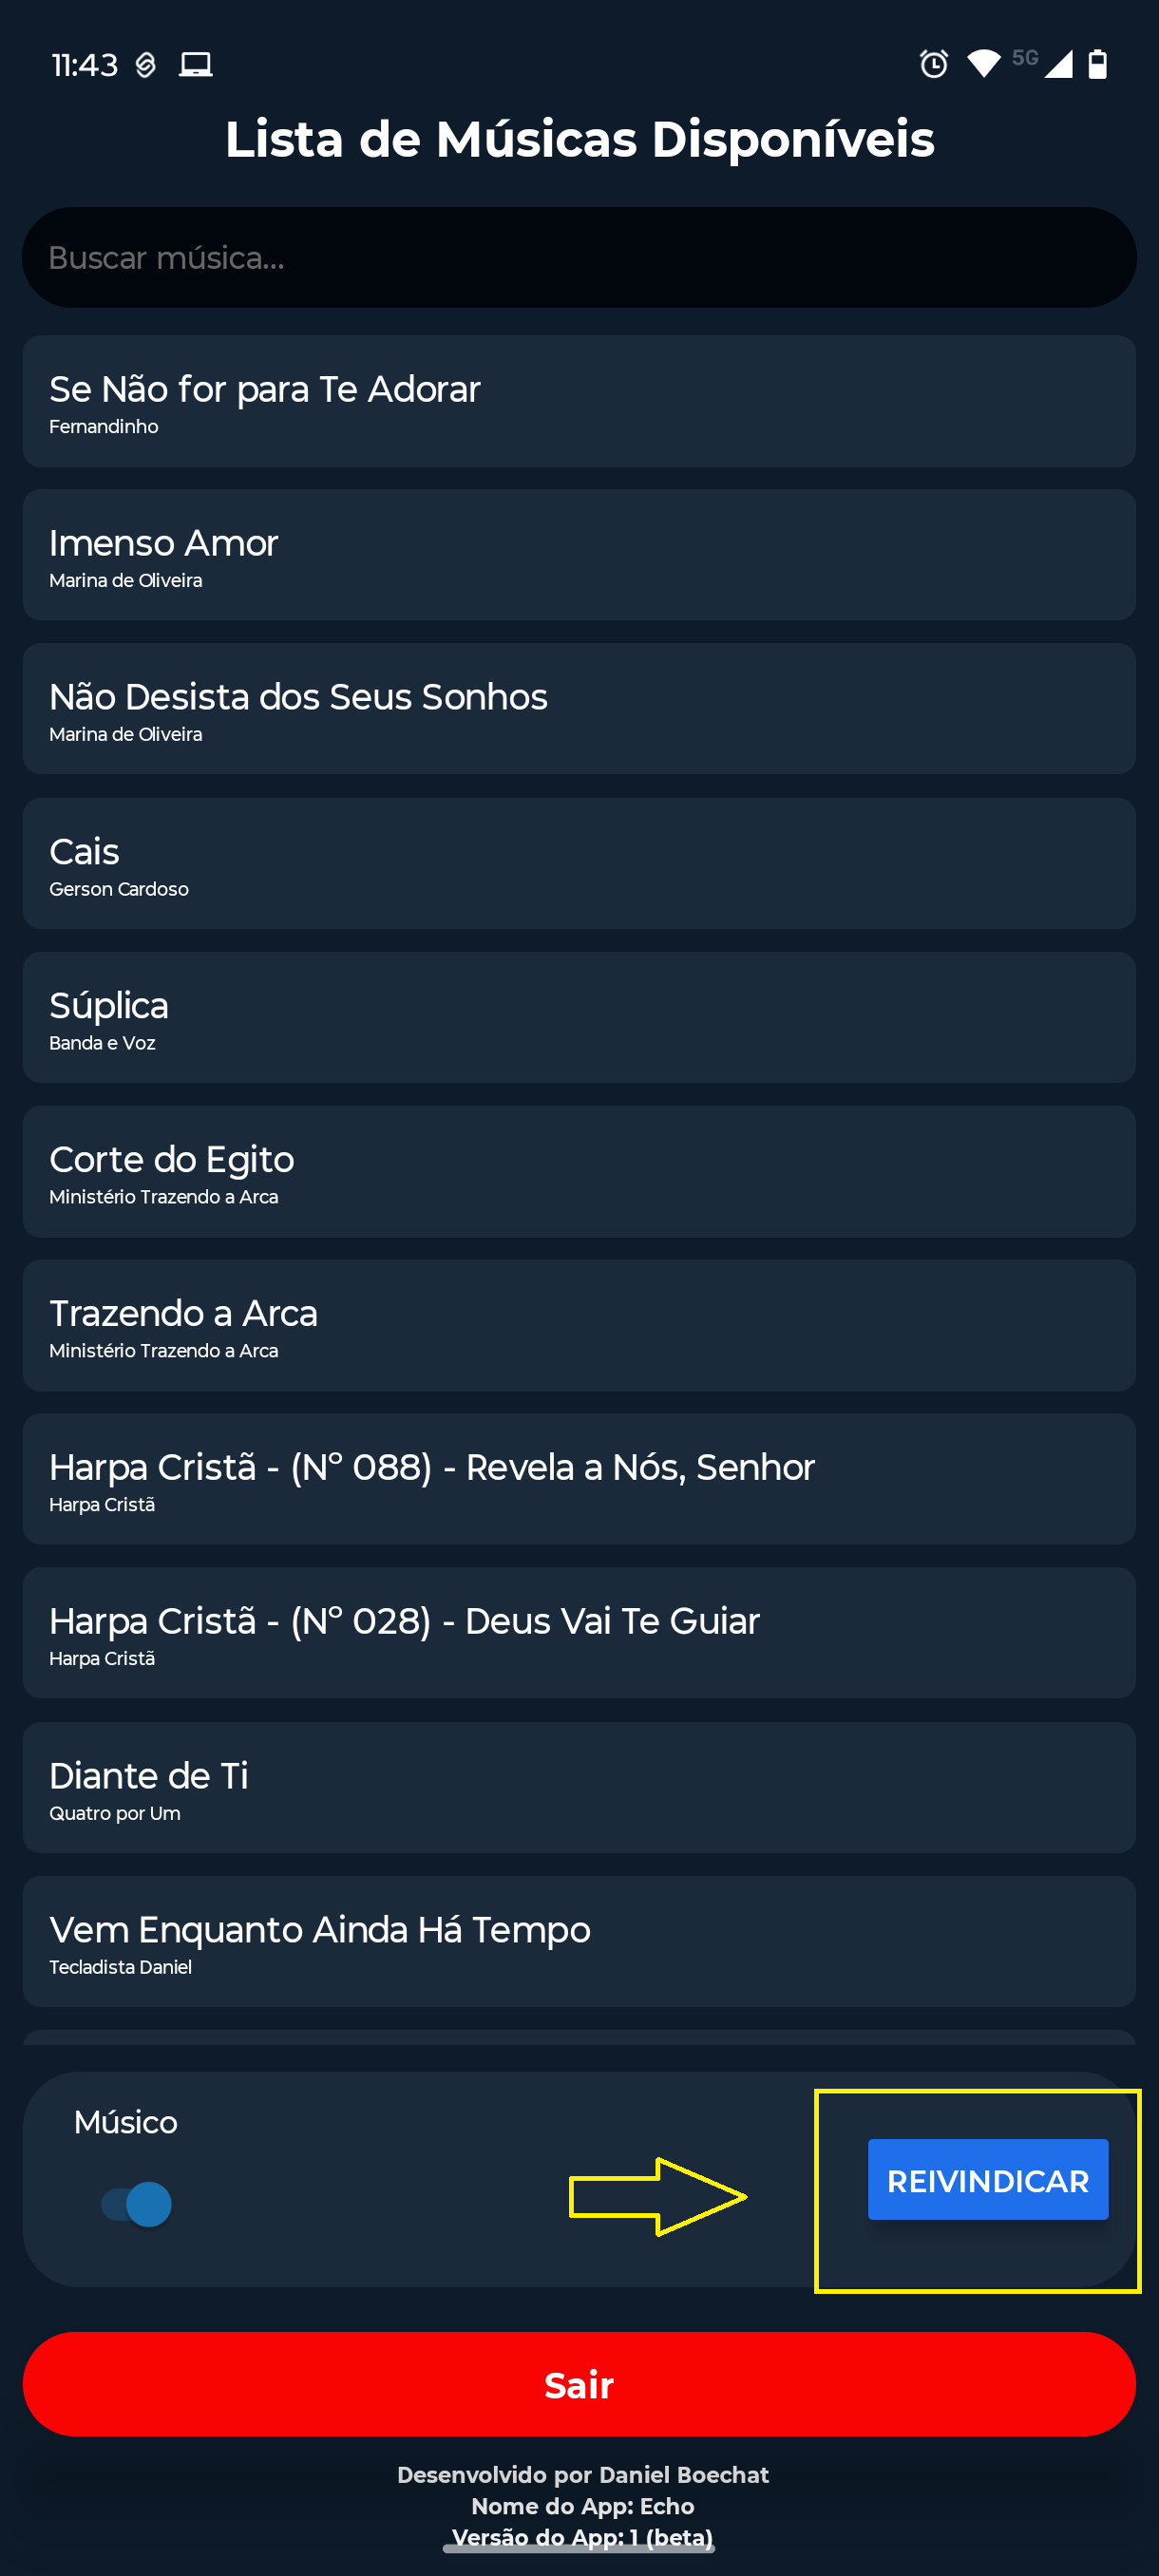 11:43
5G
Lista de Músicas Disponíveis
Buscar música...
Se Não for para Te Adorar
Fernandinho
Imenso Amor
Marina de Oliveira
Não Desista dos Seus Sonhos
Marina de Oliveira
Cais
Gerson Cardoso
Súplica
Banda e Voz
Corte do Egito
Ministério Trazendo a Arca
Trazendo a Arca
Ministério Trazendo a Arca
Harpa Cristã - (Nº 088) - Revela a Nós, Senhor
Harpa Cristã
Harpa Cristã - (Nº 028) - Deus Vai Te Guiar
Harpa Cristã
Diante de Ti
Quatro por Um
Vem Enquanto Ainda Há Tempo
Tecladista Daniel
Músico
REIVINDICAR
Sair
Desenvolvido por Daniel Boechat
Nome do App: Echo
Versão do App: 1 (beta)